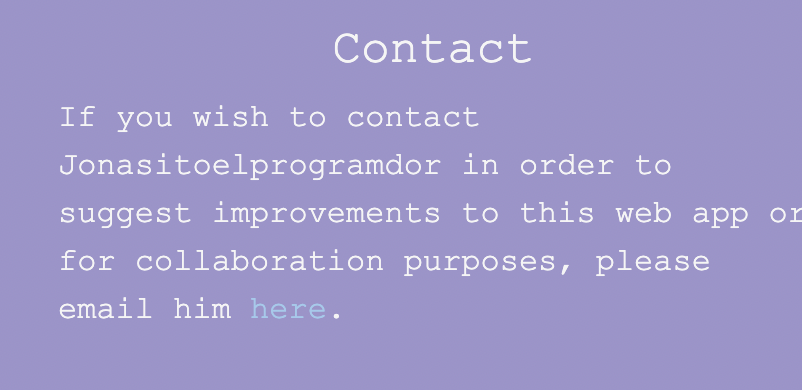 Contact
If you wish to contact
Jonasitoelprogramdor in order to
suggest improvements to this web app or
for collaboration purposes, please
email him here.